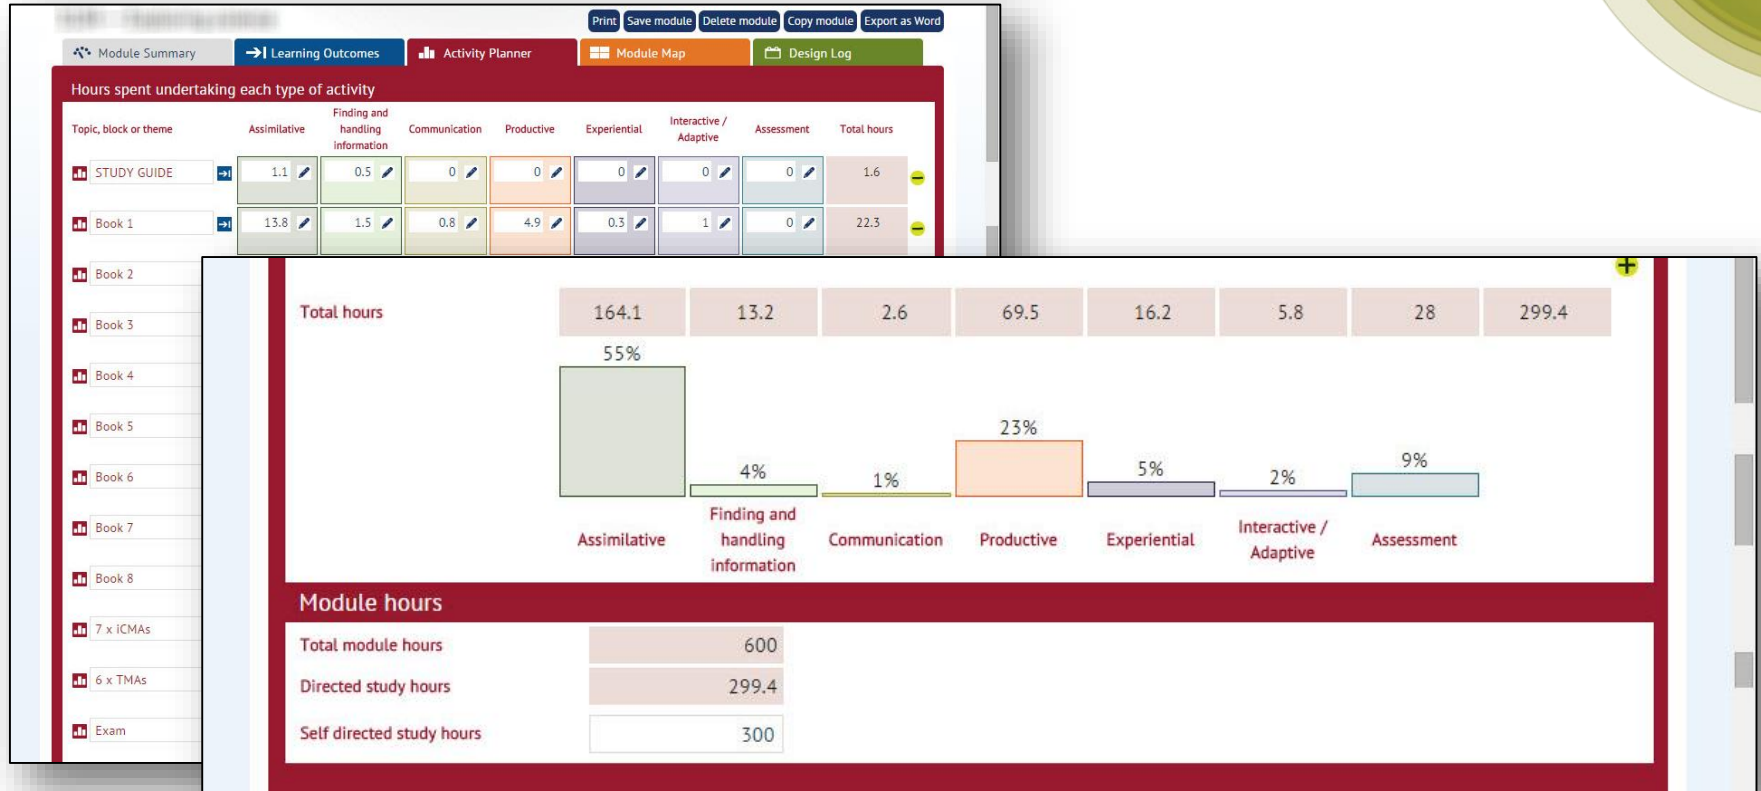 Print Save module Delete module Copy module Export as Word
Module Summary Learning Outcomes Activity Planner Module Map Design Log
Hours spent undertaking each type of activity
Topic, block or theme Assimilative Finding and handling information Communication Productive Experiential Interactive / Adaptive Assessment Total hours
STUDY GUIDE 1.1 0.5 0 0 0 0 0 1.6
Book 1 13.8 1.5 0.8 4.9 0.3 1 0 22.3
Book 2
Book 3
Book 4
Book 5
Book 6
Book 7
Book 8
7 x iCMAs
6 x TMAs
Exam
Total hours 164.1 13.2 2.6 69.5 16.2 5.8 28 299.4
55% 4% 1% 23% 5% 2% 9%
Assimilative Finding and handling information Communication Productive Experiential Interactive / Adaptive Assessment
Module hours
Total module hours 600
Directed study hours 299.4
Self directed study hours 300